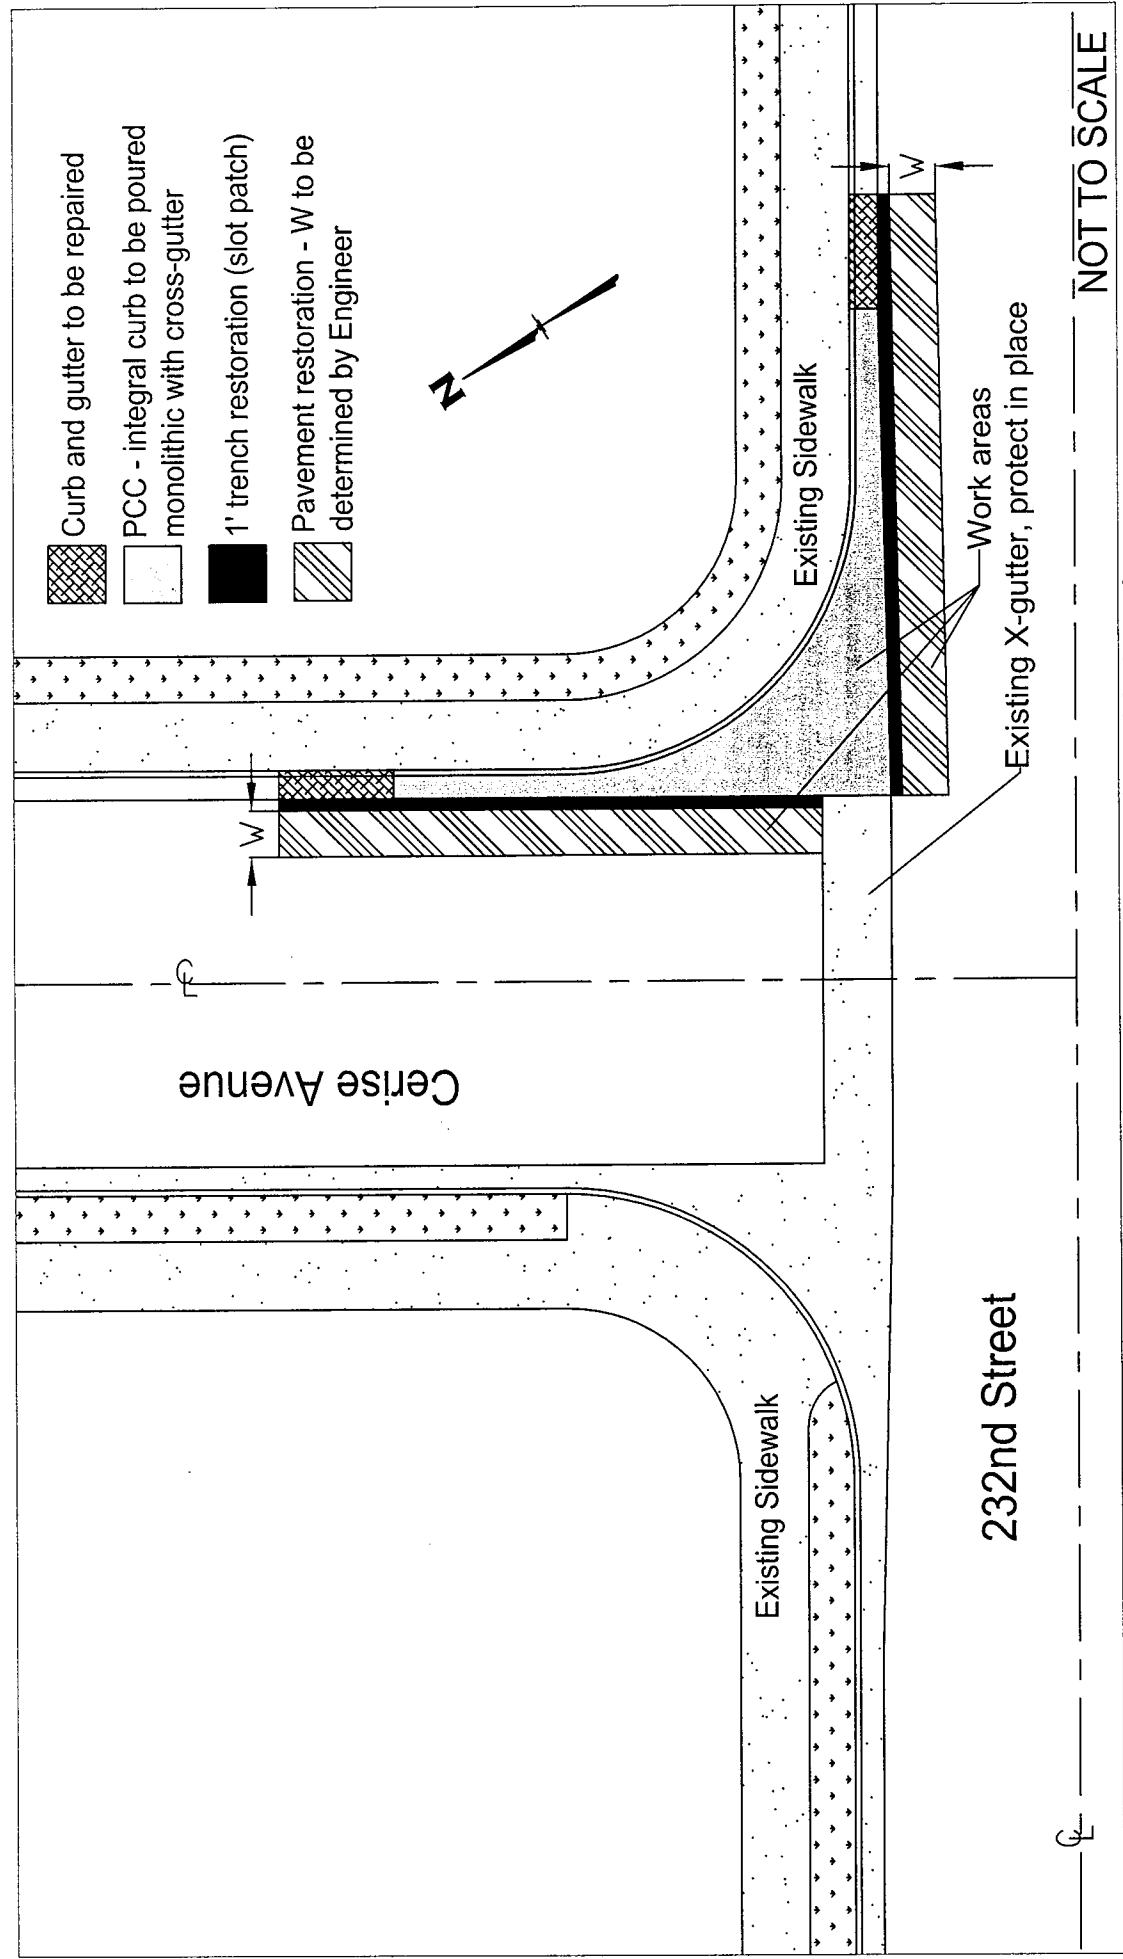 Curb and gutter to be repaired
PCC - integral curb to be poured
monolithic with cross-gutter
1' trench restoration (slot patch)
Pavement restoration - W to be
determined by Engineer
N
Existing Sidewalk
W
W
Work areas
Existing X-gutter, protect in place
NOT TO SCALE
CL
Cerise Avenue
Existing Sidewalk
232nd Street
CL